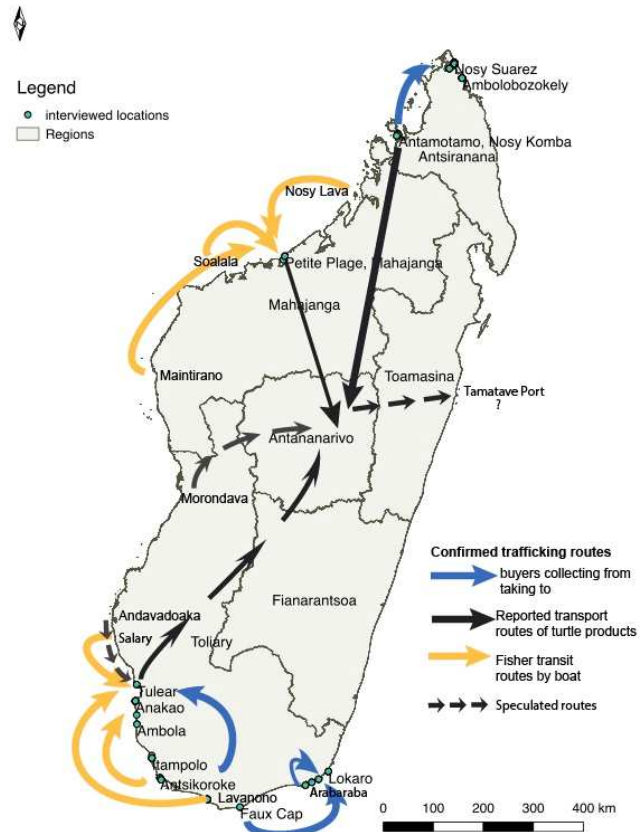 N
Legend
interviewed locations
Regions
Nosy Suarez
Ambolobozokely
Antamotamo, Nosy Komba
Antsirananal
Nosy Lava
Soalala
Petite Plage, Mahajanga
Mahajanga
Maintirano
Toamasina
Tamatave Port
?
Antananarivo
Morondava
Confirmed trafficking routes
buyers collecting from
taking to
Reported transport
routes of turtle products
Fisher transit
routes by boat
Speculated routes
Fianarantsoa
Andavadoaka
Salary
Toliary
Tulear
Anakao
Ambola
Itampolo
Antsikoroke
Lavanono
Faux Cap
Lokaro
Arabaraba
0 100 200 300 400 km